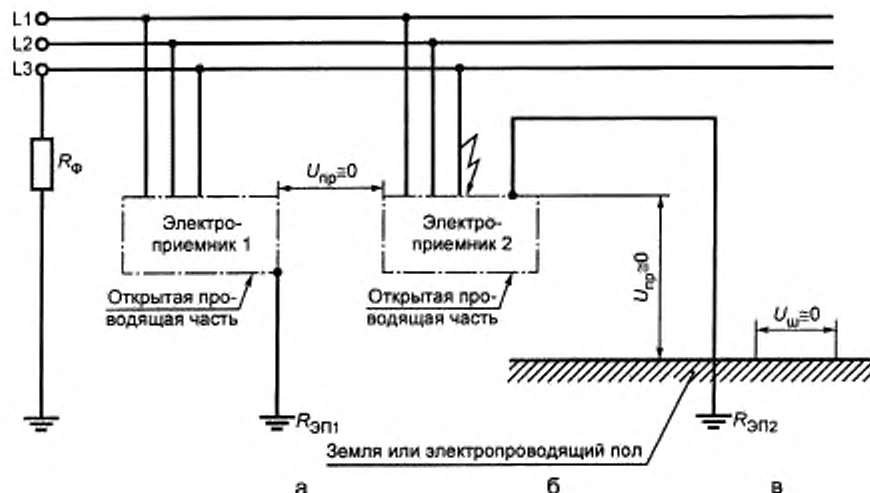 L1
L2
L3
RФ
Uпр≅0
Электро-
приемник 1
Электро-
приемник 2
Открытая про-
водящая часть
Открытая про-
водящая часть
Uпр≅0
Uш≅0
RЭП1
RЭП2
Земля или электропроводящий пол
а
б
в